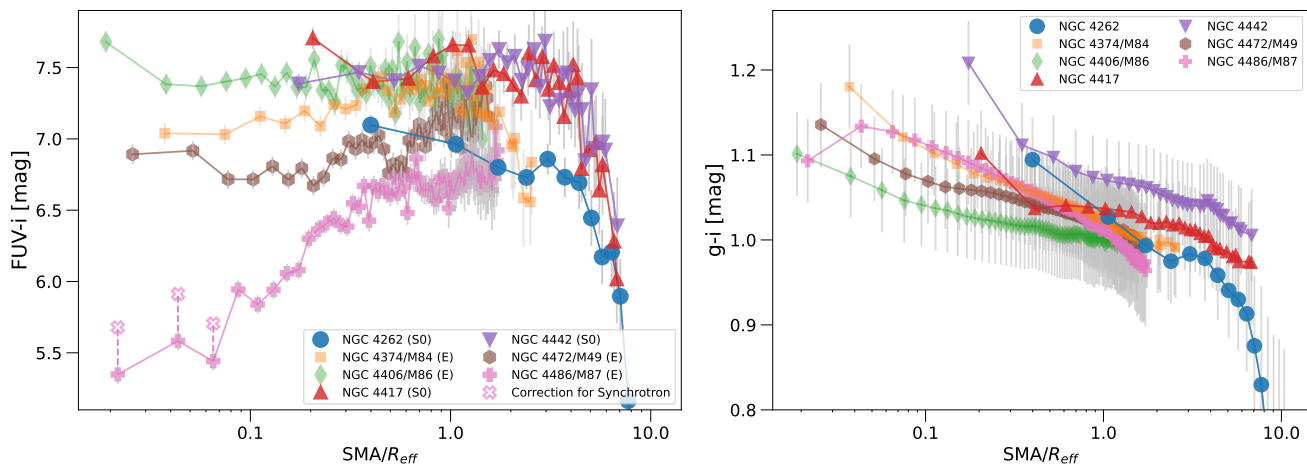 FUV-i [mag]
7.5
7.0
6.5
6.0
5.5
0.1
1.0
10.0
SMA/R_eff
NGC 4262 (S0)
NGC 4374/M84 (E)
NGC 4406/M86 (E)
NGC 4417 (S0)
NGC 4442 (S0)
NGC 4472/M49 (E)
NGC 4486/M87 (E)
Correction for Synchrotron
g-i [mag]
1.2
1.1
1.0
0.9
0.8
0.1
1.0
10.0
SMA/R_eff
NGC 4262
NGC 4374/M84
NGC 4406/M86
NGC 4417
NGC 4442
NGC 4472/M49
NGC 4486/M87